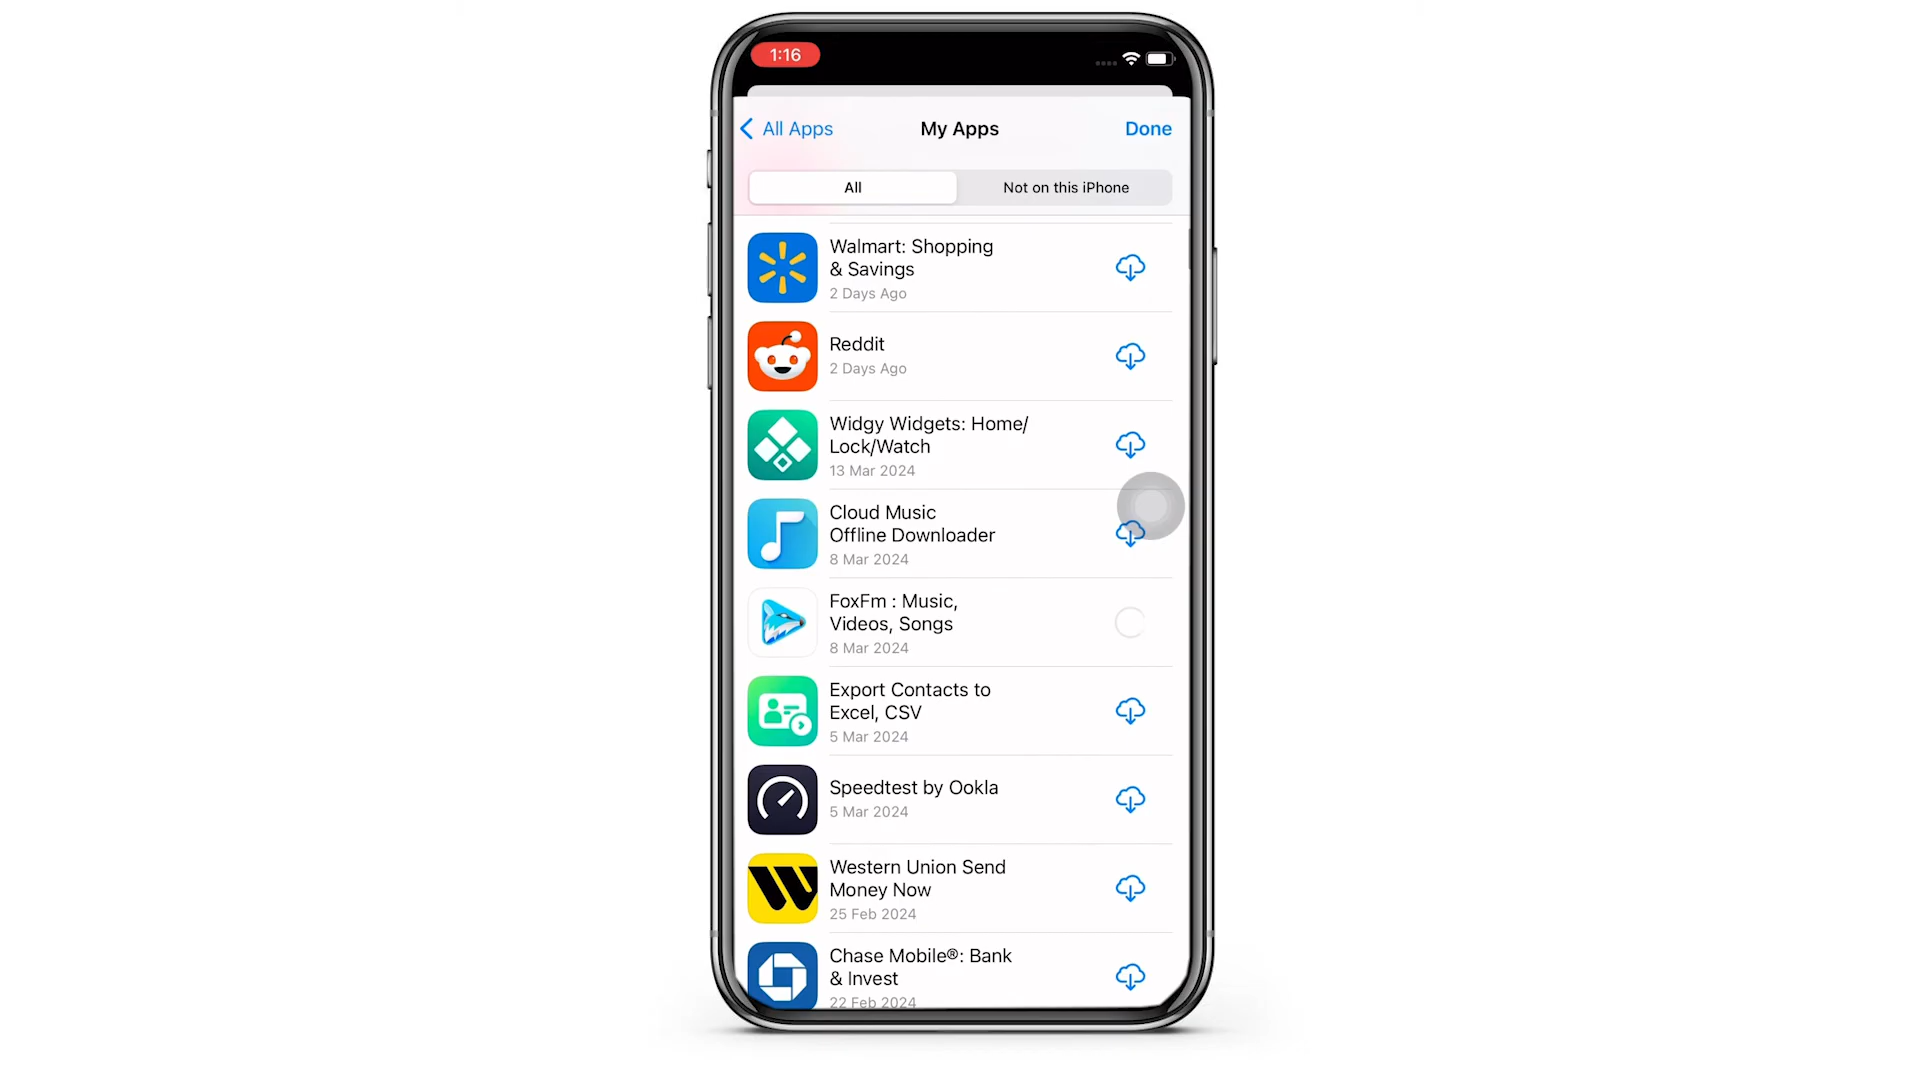 1:16
All Apps
My Apps
Done
All
Not on this iPhone
Walmart: Shopping
& Savings
2 Days Ago
Reddit
2 Days Ago
Widgy Widgets: Home/
Lock/Watch
13 Mar 2024
Cloud Music
Offline Downloader
8 Mar 2024
FoxFm : Music,
Videos, Songs
8 Mar 2024
Export Contacts to
Excel, CSV
5 Mar 2024
Speedtest by Ookla
5 Mar 2024
Western Union Send
Money Now
25 Feb 2024
Chase Mobile®: Bank
& Invest
22 Feb 2024